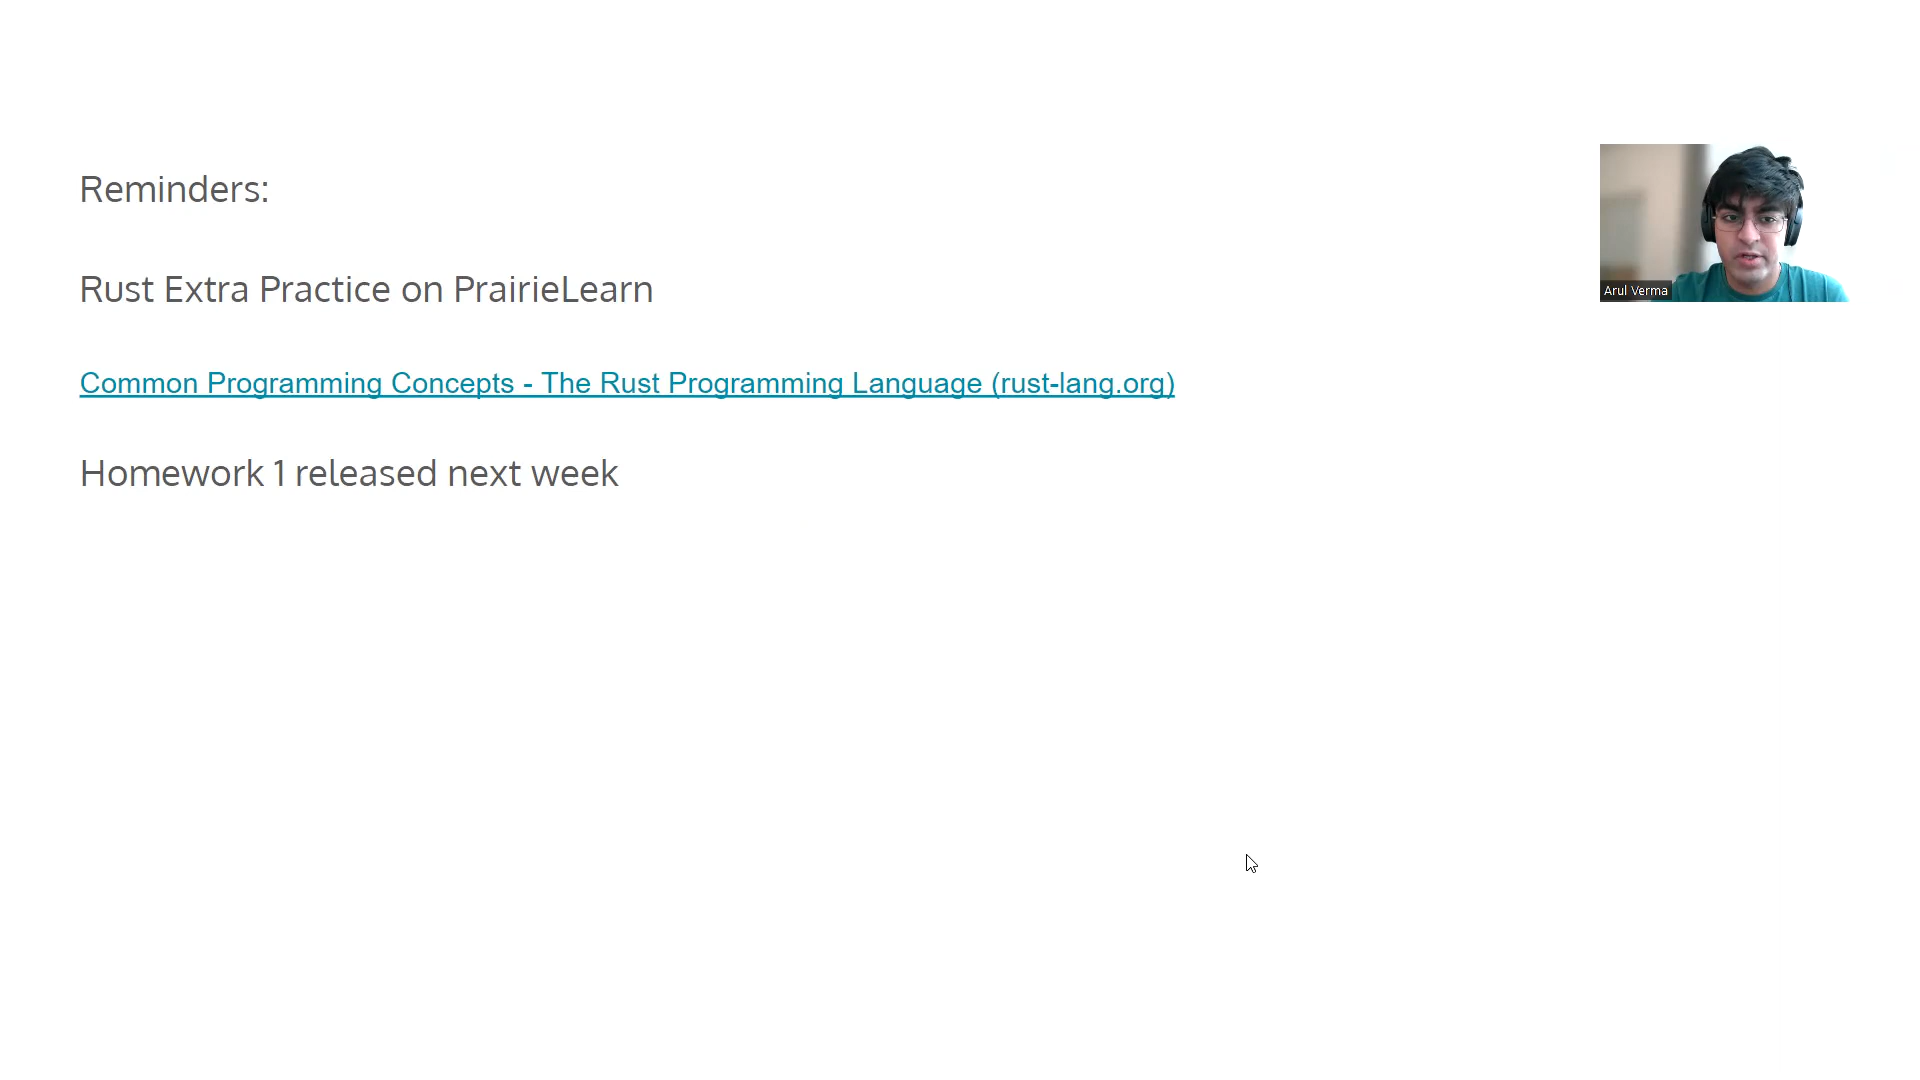 Reminders:
Rust Extra Practice on PrairieLearn
Common Programming Concepts - The Rust Programming Language (rust-lang.org)
Homework 1 released next week
Arul Verma